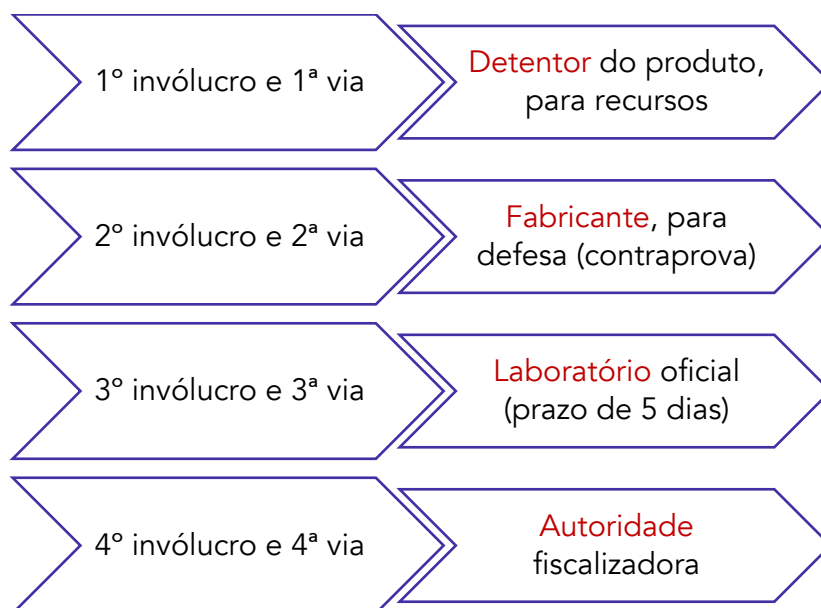 1º invólucro e 1ª via
Detentor do produto,
para recursos
2º invólucro e 2ª via
Fabricante, para
defesa (contraprova)
3º invólucro e 3ª via
Laboratório oficial
(prazo de 5 dias)
4º invólucro e 4ª via
Autoridade
fiscalizadora